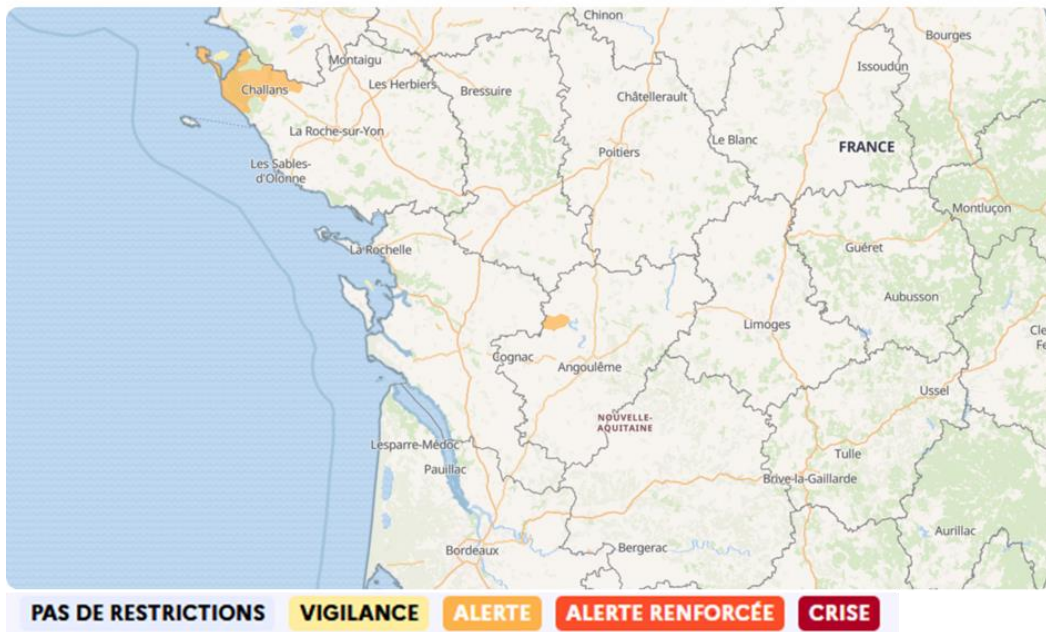 Chinon
Bourges
Montaigu
Issoudun
Les Herbiers
Challans
Bressuire
Châtellerault
La Roche-sur-Yon
Le Blanc
FRANCE
Poitiers
Les Sables-
d'Olonne
Montluçon
La Rochelle
Guéret
Aubusson
Limoges
Cle
Fe
Cognac
Angoulême
Ussel
NOUVELLE-
AQUITAINE
Lesparre-Médoc
Tulle
Pauillac
Brive-la-Gaillarde
Aurillac
Bordeaux
Bergerac
PAS DE RESTRICTIONS
VIGILANCE
ALERTE
ALERTE RENFORCÉE
CRISE